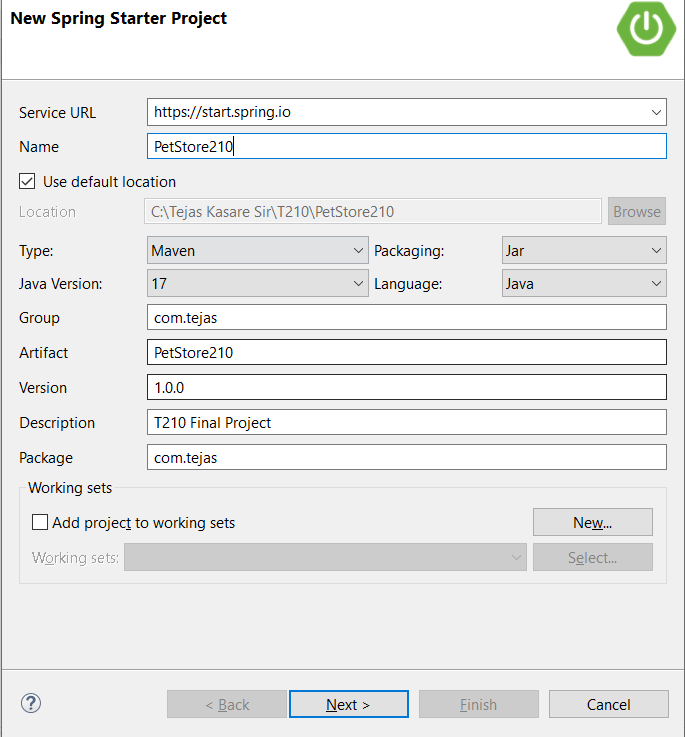 New Spring Starter Project
Service URL https://start.spring.io
Name PetStore210
Use default location
Location C:\Tejas Kasare Sir\T210\PetStore210 Browse
Type: Maven Packaging: Jar
Java Version: 17 Language: Java
Group com.tejas
Artifact PetStore210
Version 1.0.0
Description T210 Final Project
Package com.tejas
Working sets
Add project to working sets New...
Working sets: Select...
? < Back Next > Finish Cancel